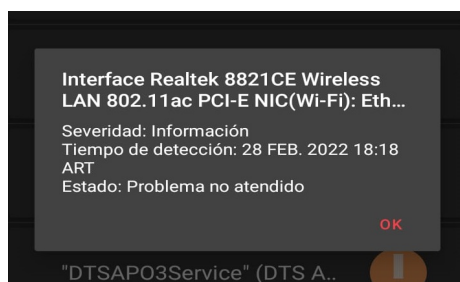 Interface Realtek 8821CE Wireless
LAN 802.11ac PCI-E NIC(Wi-Fi): Eth...
Severidad: Información
Tiempo de detección: 28 FEB. 2022 18:18
ART
Estado: Problema no atendido
OK
"DTSAPO3Service" (DTS A..